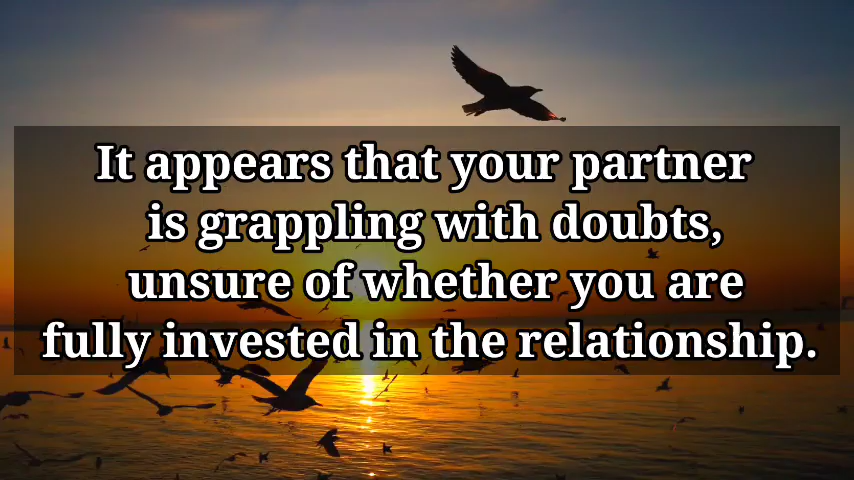 It appears that your partner
is grappling with doubts,
unsure of whether you are
fully invested in the relationship.